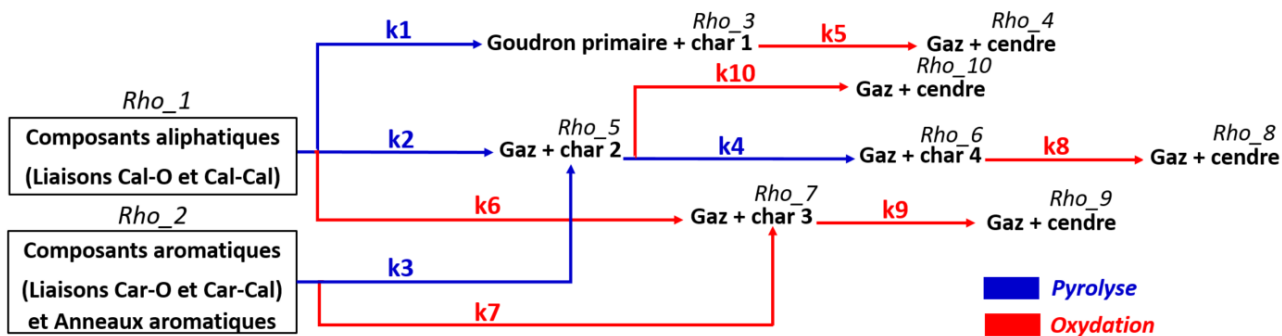 Rho_3
Rho_4
k1
Goudron primaire + char 1
k5
Gaz + cendre
Rho_10
k10
Gaz + cendre
Rho_1
Composants aliphatiques
(Liaisons Cal-O et Cal-Cal)
k2
Rho_5
Gaz + char 2
k4
Rho_6
Gaz + char 4
k8
Rho_8
Gaz + cendre
Rho_2
k6
Rho_7
Gaz + char 3
k9
Rho_9
Gaz + cendre
Composants aromatiques
(Liaisons Car-O et Car-Cal)
et Anneaux aromatiques
k3
k7
Pyrolyse
Oxydation